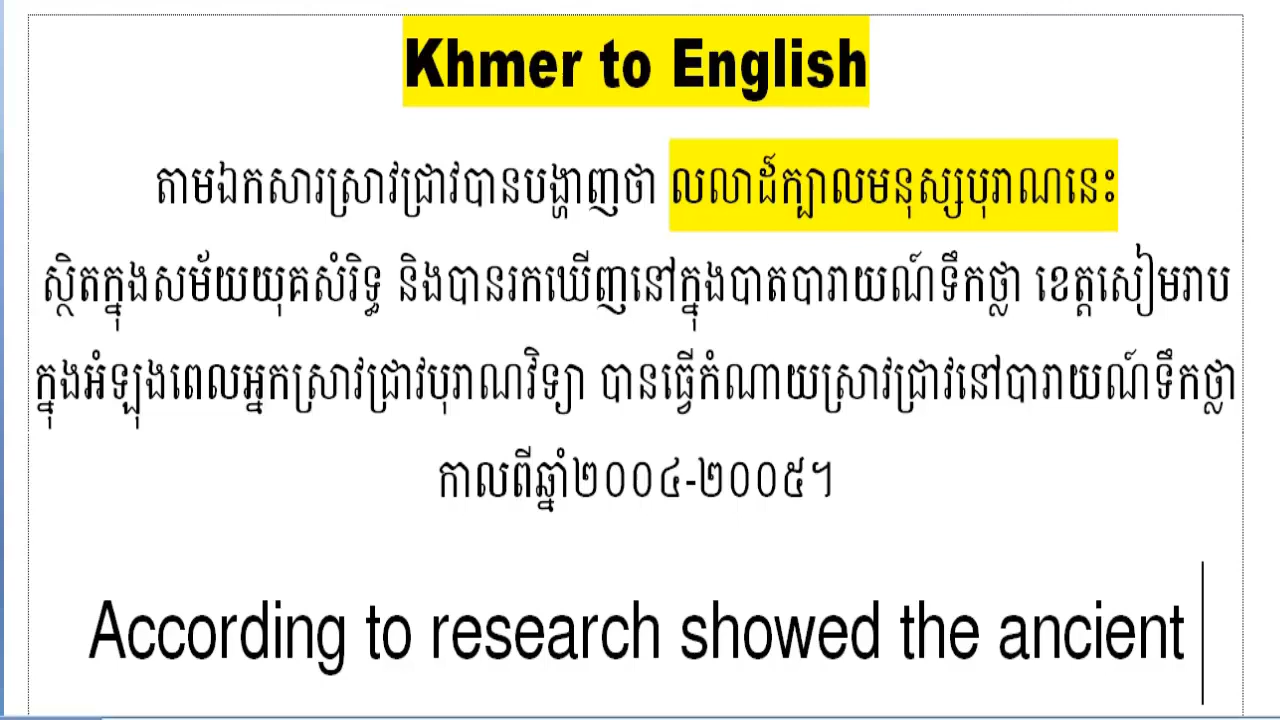 Khmer to English
តាមឯកសារស្រាវជ្រាវបានបង្ហាញថា លលាដ៍ក្បាលមនុស្សបុរាណនេះ
ស្ថិតក្នុងសម័យយុគសំរិទ្ធ និងបានរកឃើញនៅក្នុងបាតបារាយណ៍ទឹកថ្លា ខេត្តសៀមរាប
ក្នុងអំឡុងពេលអ្នកស្រាវជ្រាវបុរាណវិទ្យា បានធ្វើកំណាយស្រាវជ្រាវនៅបារាយណ៍ទឹកថ្លា
កាលពីឆ្នាំ២០០៤-២០០៥។
According to research showed the ancient